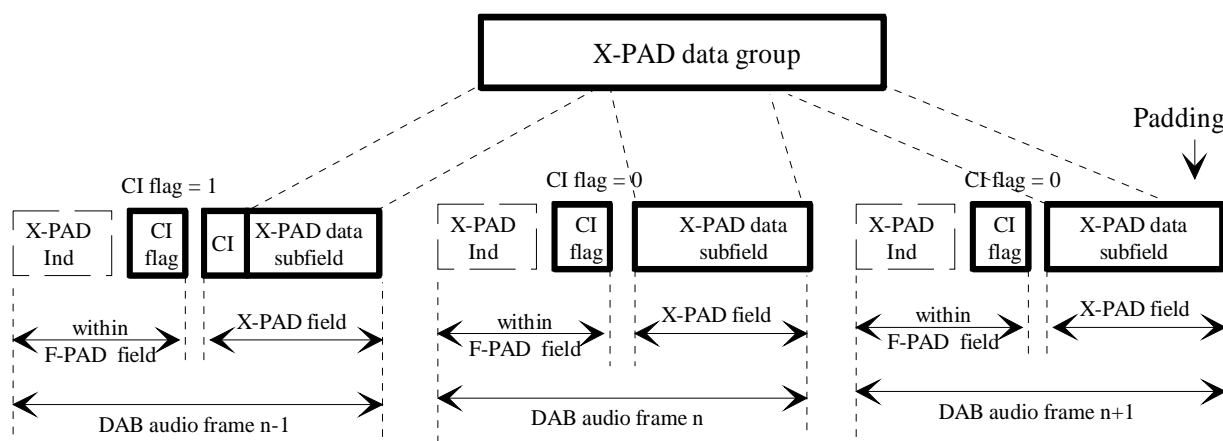 X-PAD data group
Padding
CI flag = 1
CI flag = 0
CI flag = 0
X-PAD
Ind
CI
flag
CI
X-PAD data
subfield
X-PAD
Ind
CI
flag
X-PAD data
subfield
X-PAD
Ind
CI
flag
X-PAD data
subfield
within
F-PAD field
X-PAD field
within
F-PAD field
X-PAD field
within
F-PAD field
X-PAD field
DAB audio frame n-1
DAB audio frame n
DAB audio frame n+1